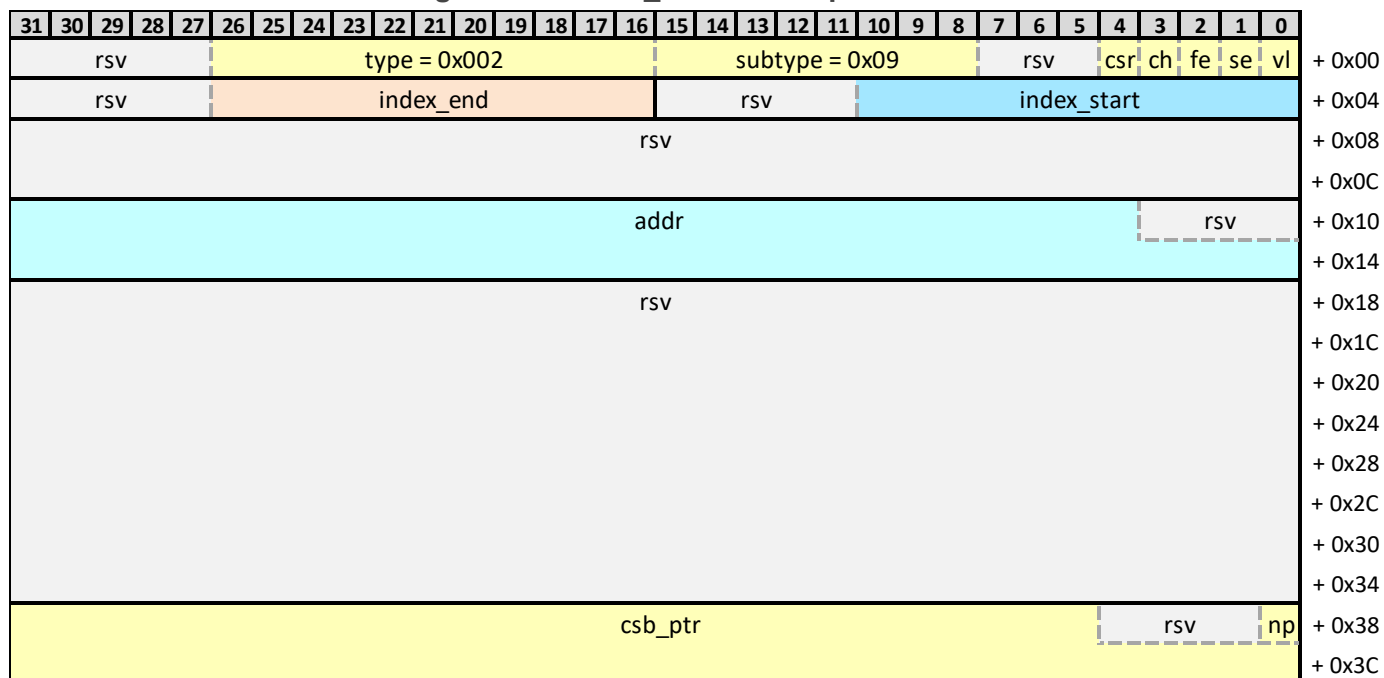 31 30 29 28 27 26 25 24 23 22 21 20 19 18 17 16 15 14 13 12 11 10 9 8 7 6 5 4 3 2 1 0
rsv type = 0x002 subtype = 0x09 rsv csr ch fe se vl + 0x00
rsv index_end rsv index_start + 0x04
rsv + 0x08
+ 0x0C
addr rsv + 0x10
+ 0x14
rsv + 0x18
+ 0x1C
+ 0x20
+ 0x24
+ 0x28
+ 0x2C
+ 0x30
+ 0x34
csb_ptr rsv np + 0x38
+ 0x3C